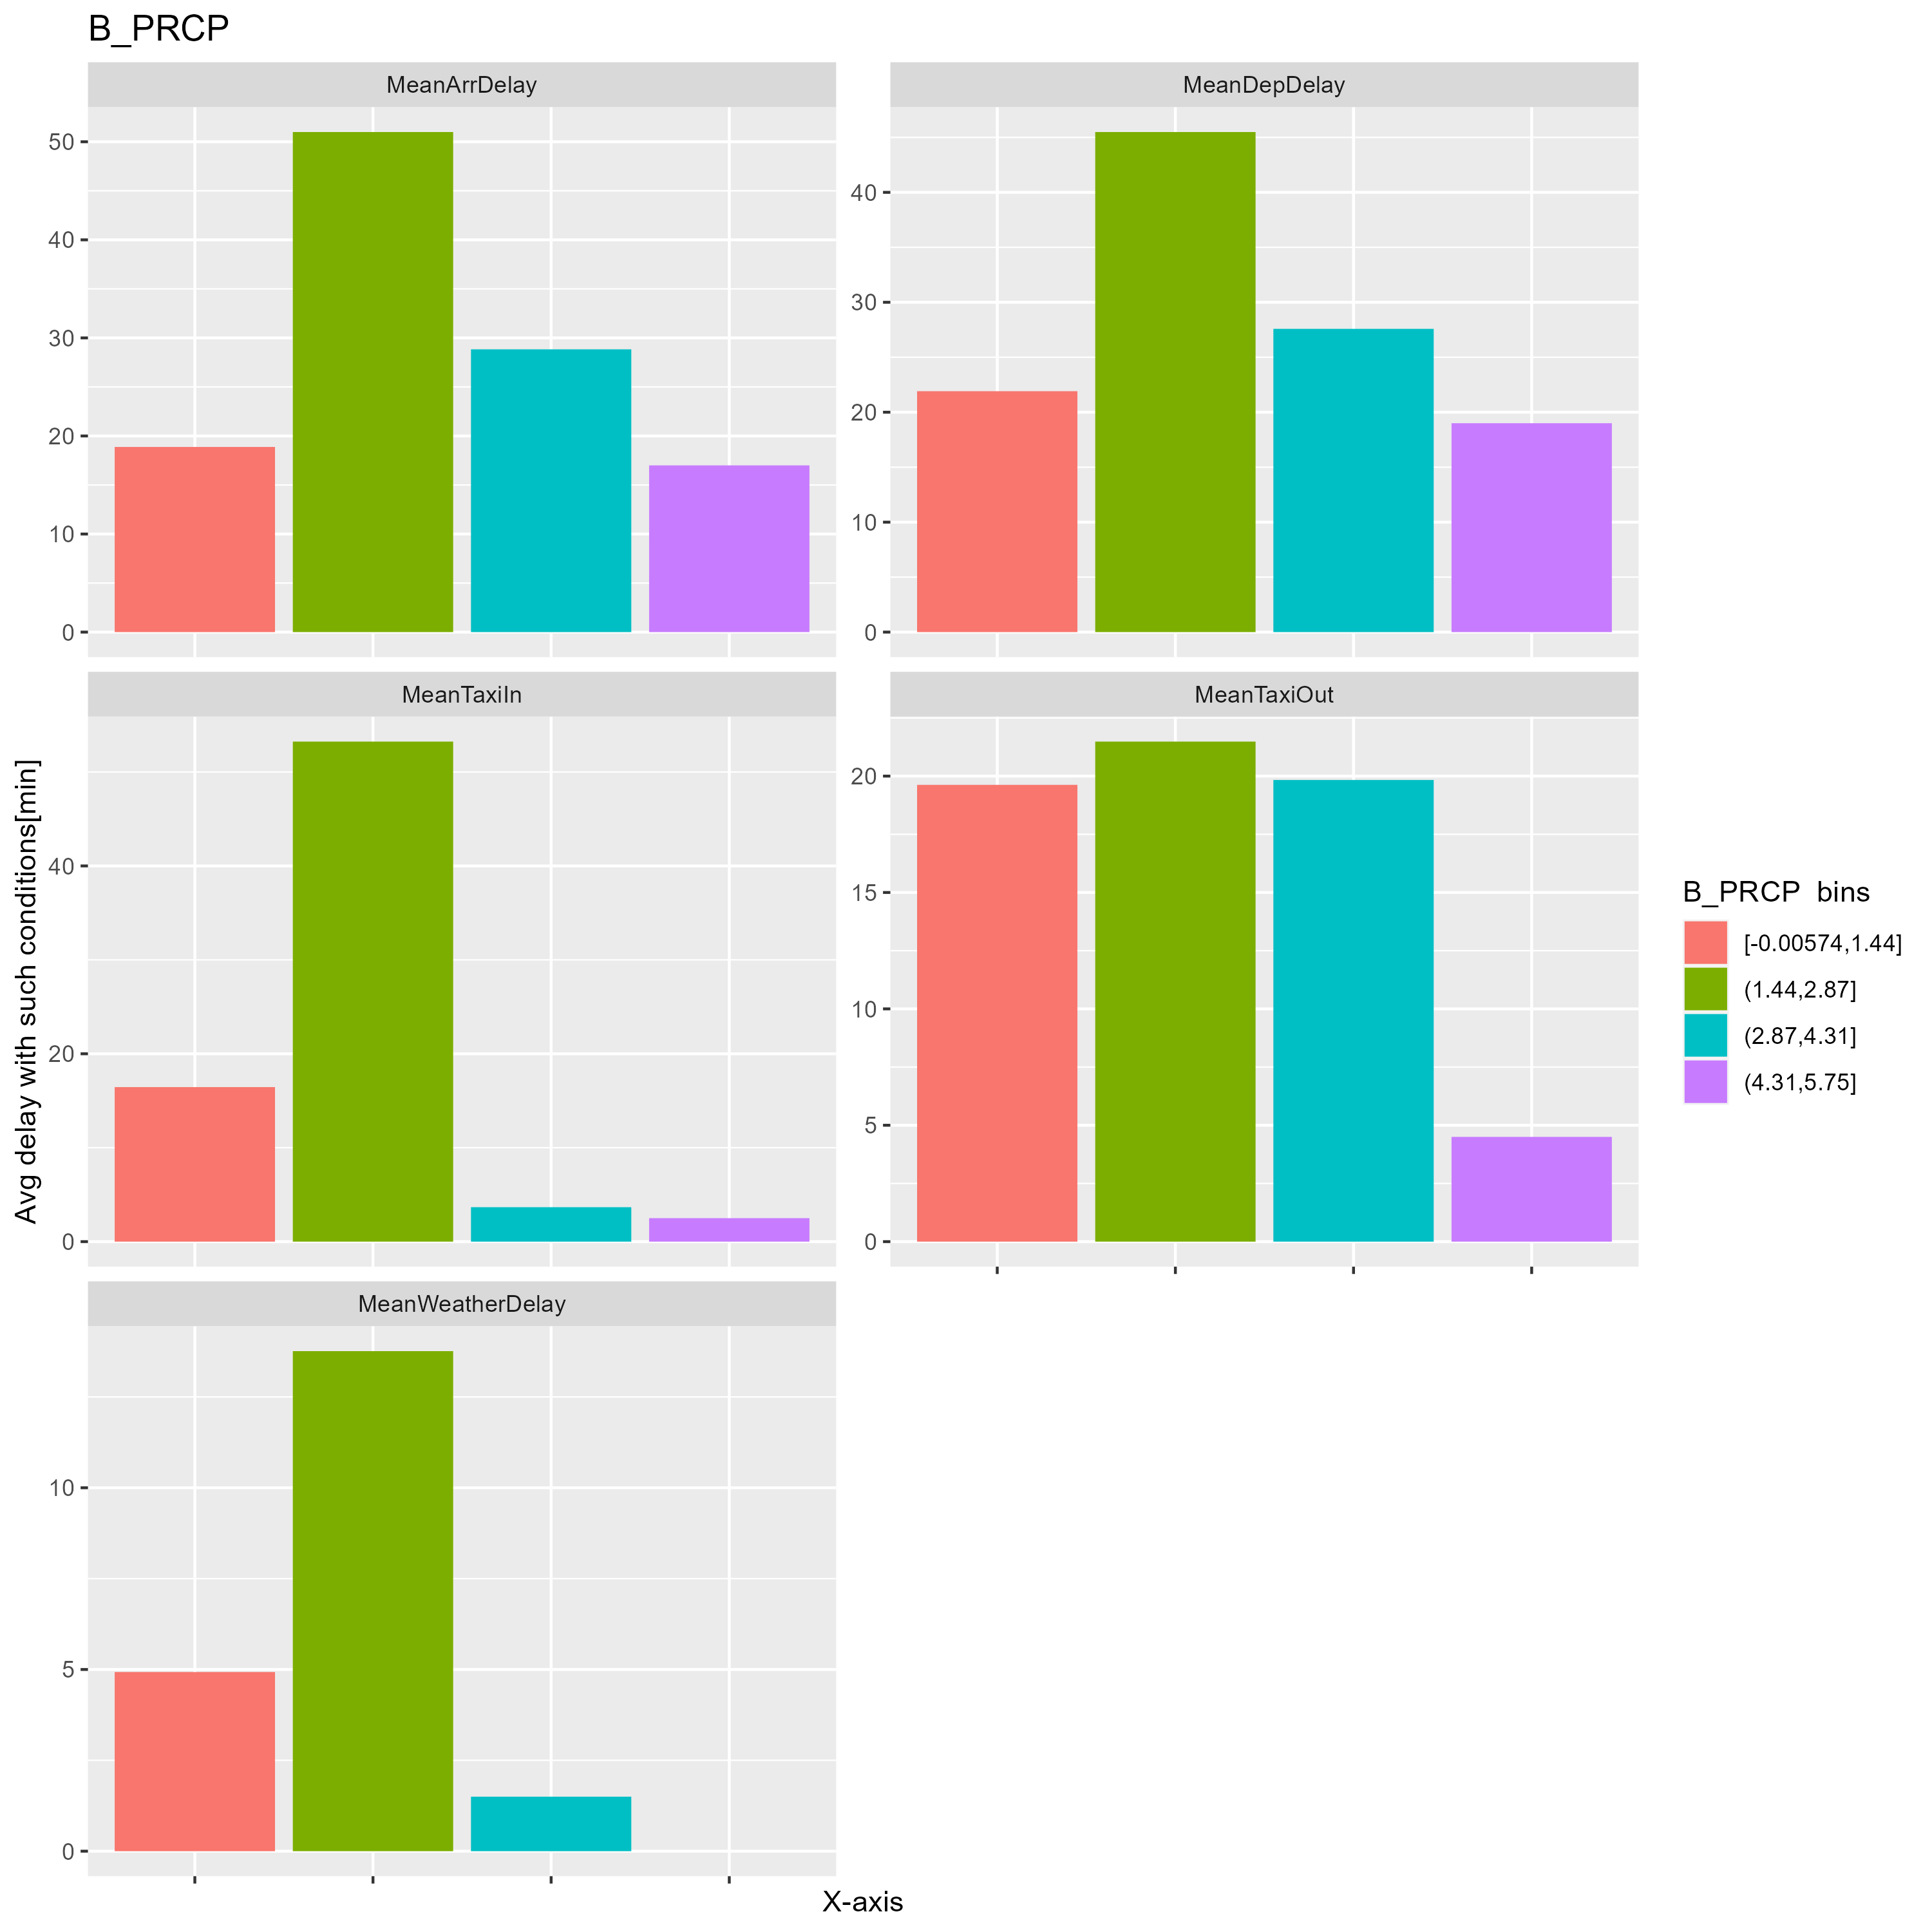 B_PRCP
MeanArrDelay
MeanDepDelay
50
40
30
20
10
0
40
30
20
10
0
MeanTaxiIn
MeanTaxiOut
40
20
0
20
15
10
5
0
MeanWeatherDelay
10
5
0
Avg delay with such conditions[min]
X-axis
B_PRCP  bins
[-0.00574,1.44]
(1.44,2.87]
(2.87,4.31]
(4.31,5.75]